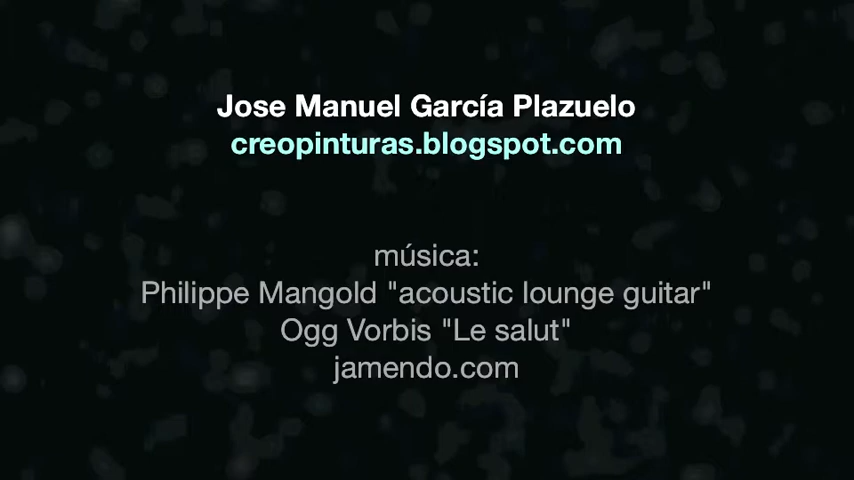 Jose Manuel García Plazuelo
creopinturas.blogspot.com
música:
Philippe Mangold "acoustic lounge guitar"
Ogg Vorbis "Le salut"
jamendo.com